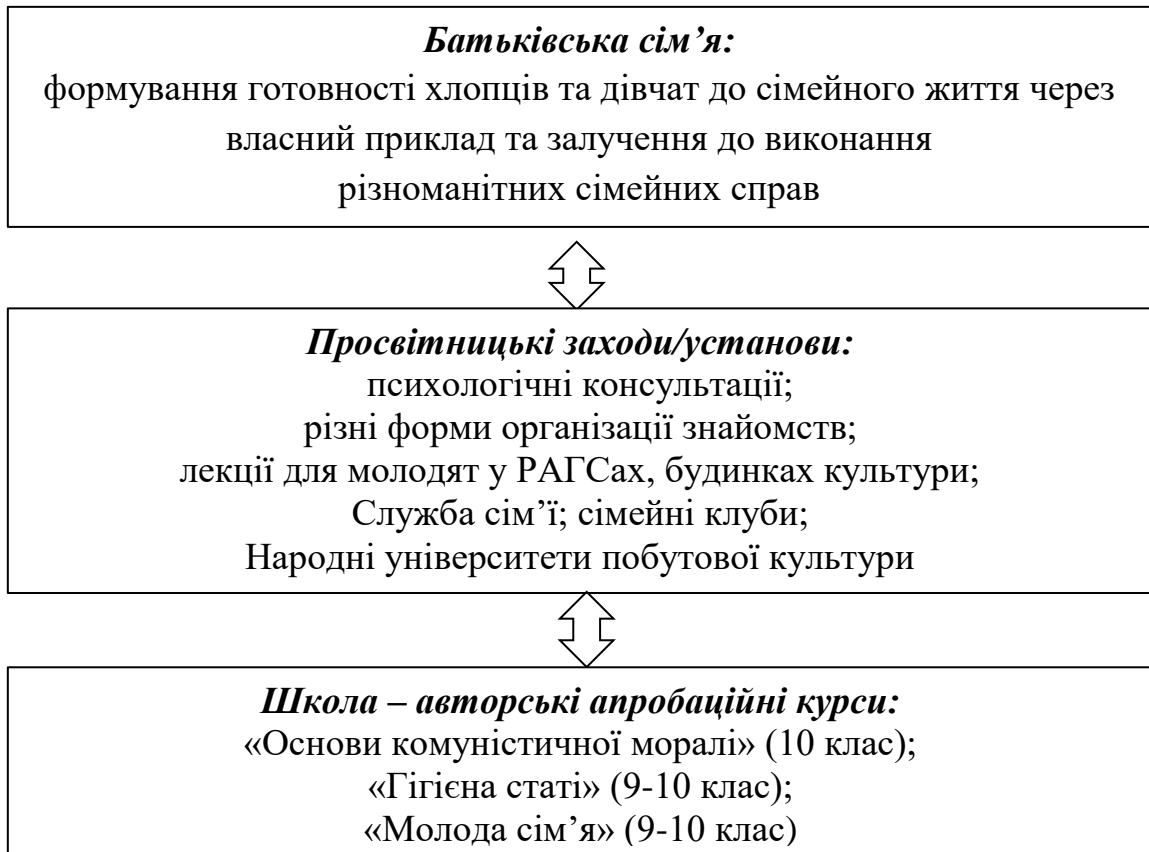 Батьківська сім’я:
формування готовності хлопців та дівчат до сімейного життя через
власний приклад та залучення до виконання
різноманітних сімейних справ
Просвітницькі заходи/установи:
психологічні консультації;
різні форми організації знайомств;
лекції для молодят у РАГСах, будинках культури;
Служба сім’ї; сімейні клуби;
Народні університети побутової культури
Школа – авторські апробаційні курси:
«Основи комуністичної моралі» (10 клас);
«Гігієна статі» (9-10 клас);
«Молода сім’я» (9-10 клас)